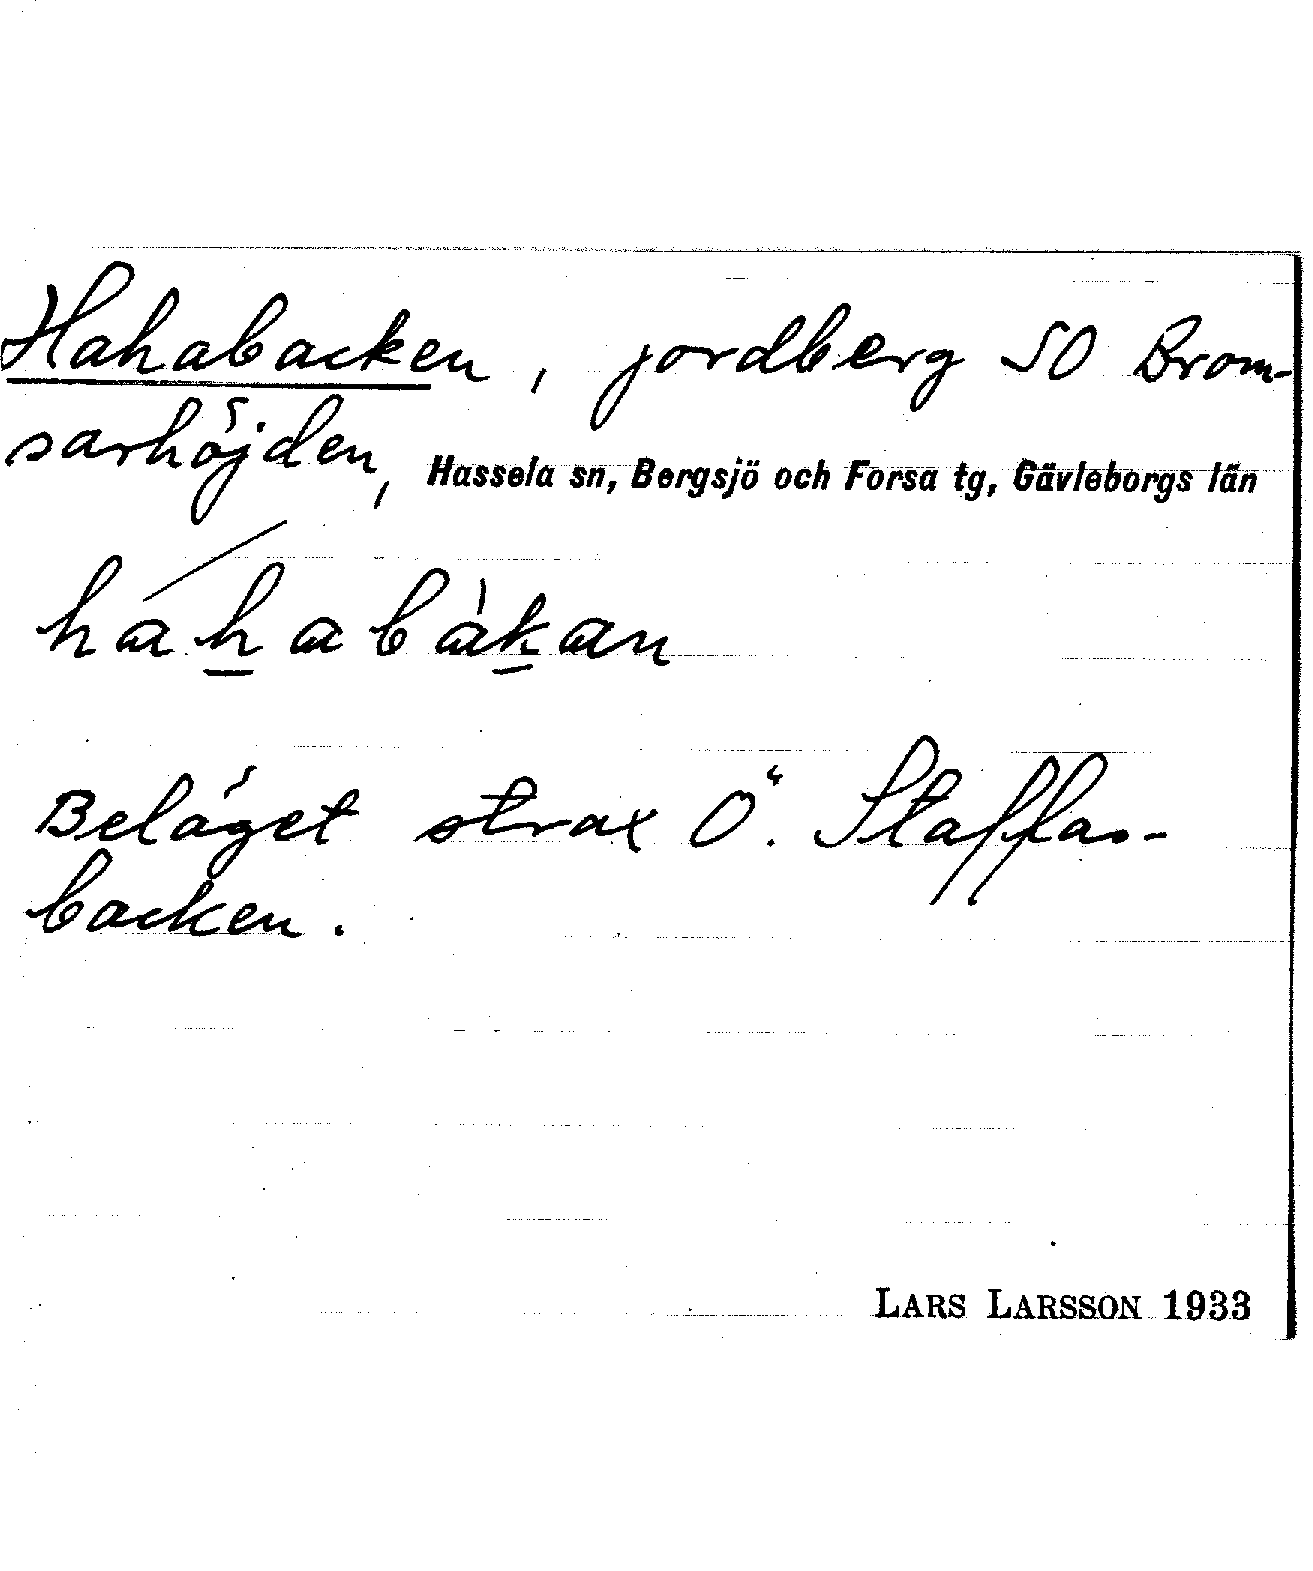 Hahabacken, jordberg SO Brom-
sarhöjden, Hassela sn, Bergsjö och Forsa tg, Gävleborgs län
háhabàkan
Beläget strax Ö. Staffas-
backen.
LARS LARSSON 1933